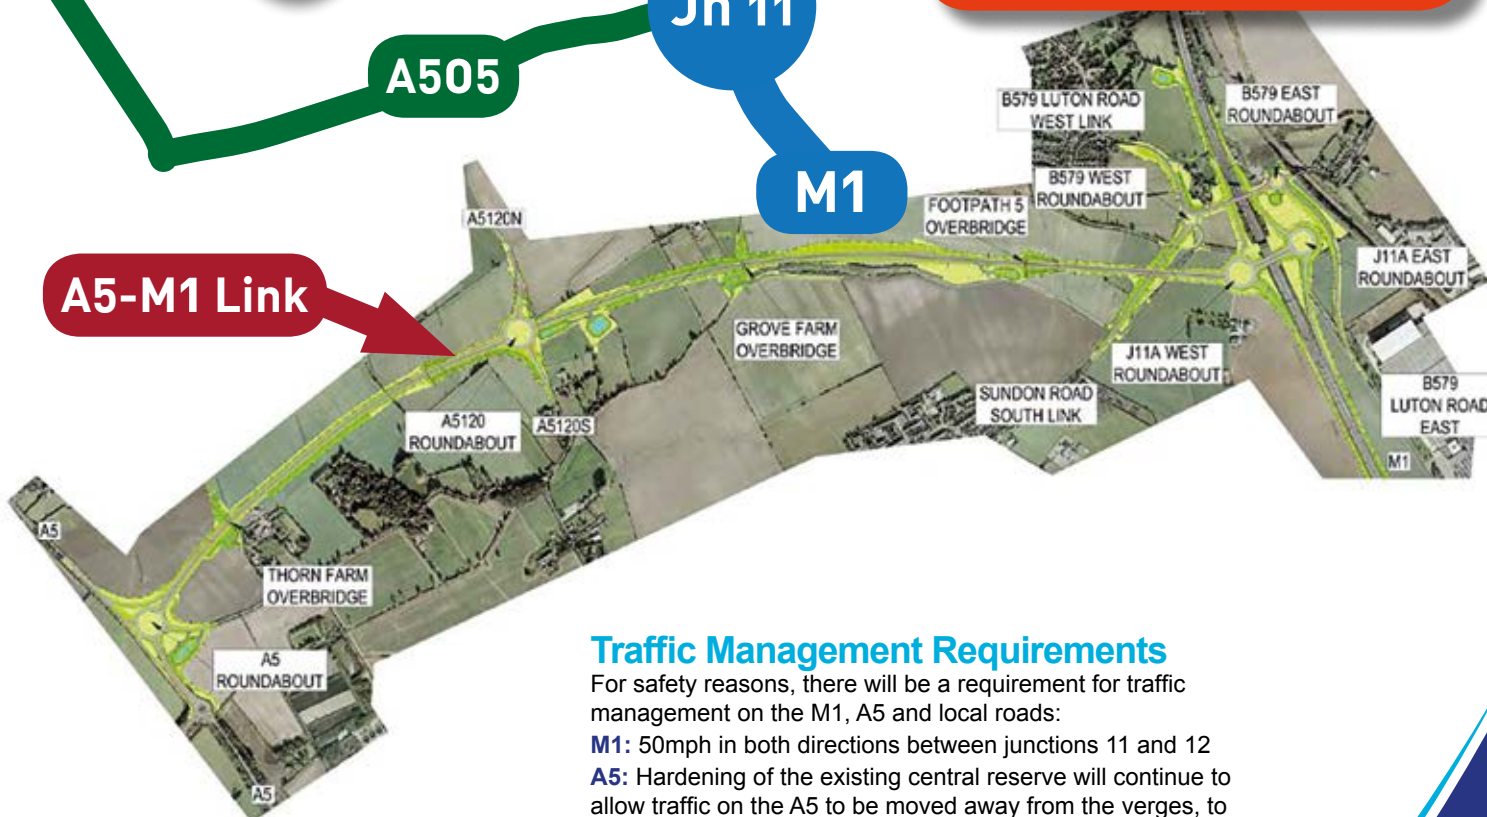 Jn 11
A505
M1
A5-M1 Link
B579 LUTON ROAD
WEST LINK
B579 EAST
ROUNDABOUT
B579 WEST
ROUNDABOUT
FOOTPATH 5
OVERBRIDGE
A5120N
J11A EAST
ROUNDABOUT
GROVE FARM
OVERBRIDGE
J11A WEST
ROUNDABOUT
SUNDON ROAD
SOUTH LINK
B579
LUTON ROAD
EAST
M1
A5120
ROUNDABOUT
A5120S
A5
THORN FARM
OVERBRIDGE
A5
ROUNDABOUT
A5
Traffic Management Requirements
For safety reasons, there will be a requirement for traffic
management on the M1, A5 and local roads:
M1: 50mph in both directions between junctions 11 and 12
A5: Hardening of the existing central reserve will continue to
allow traffic on the A5 to be moved away from the verges, to